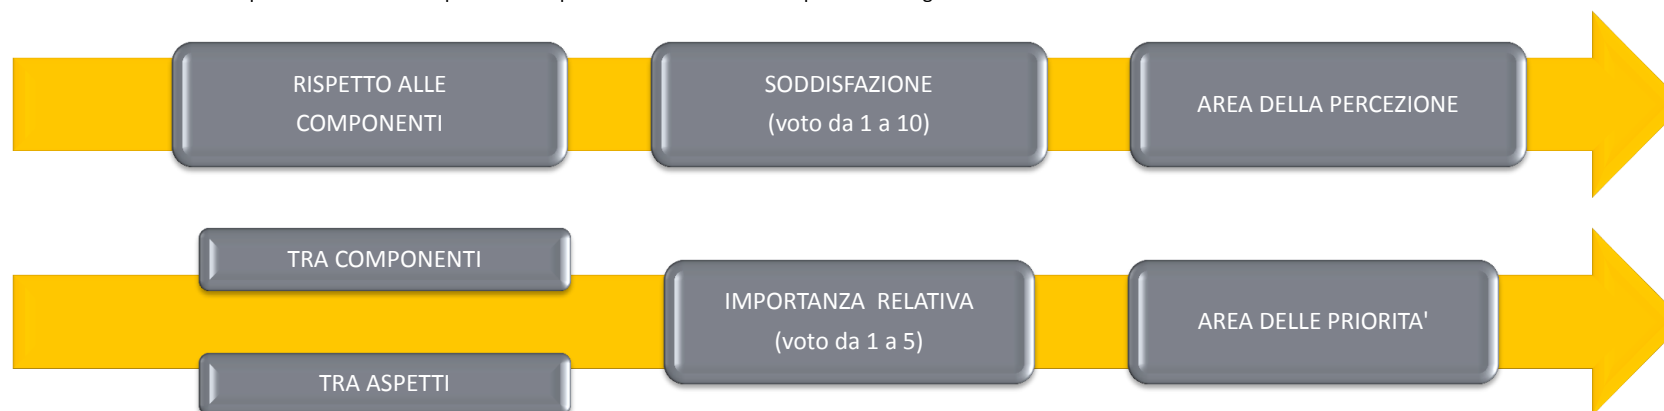 RISPETTO ALLE
COMPONENTI
SODDISFAZIONE
(voto da 1 a 10)
AREA DELLA PERCEZIONE
TRA COMPONENTI
TRA ASPETTI
IMPORTANZA  RELATIVA
(voto da 1 a 5)
AREA DELLE PRIORITA'